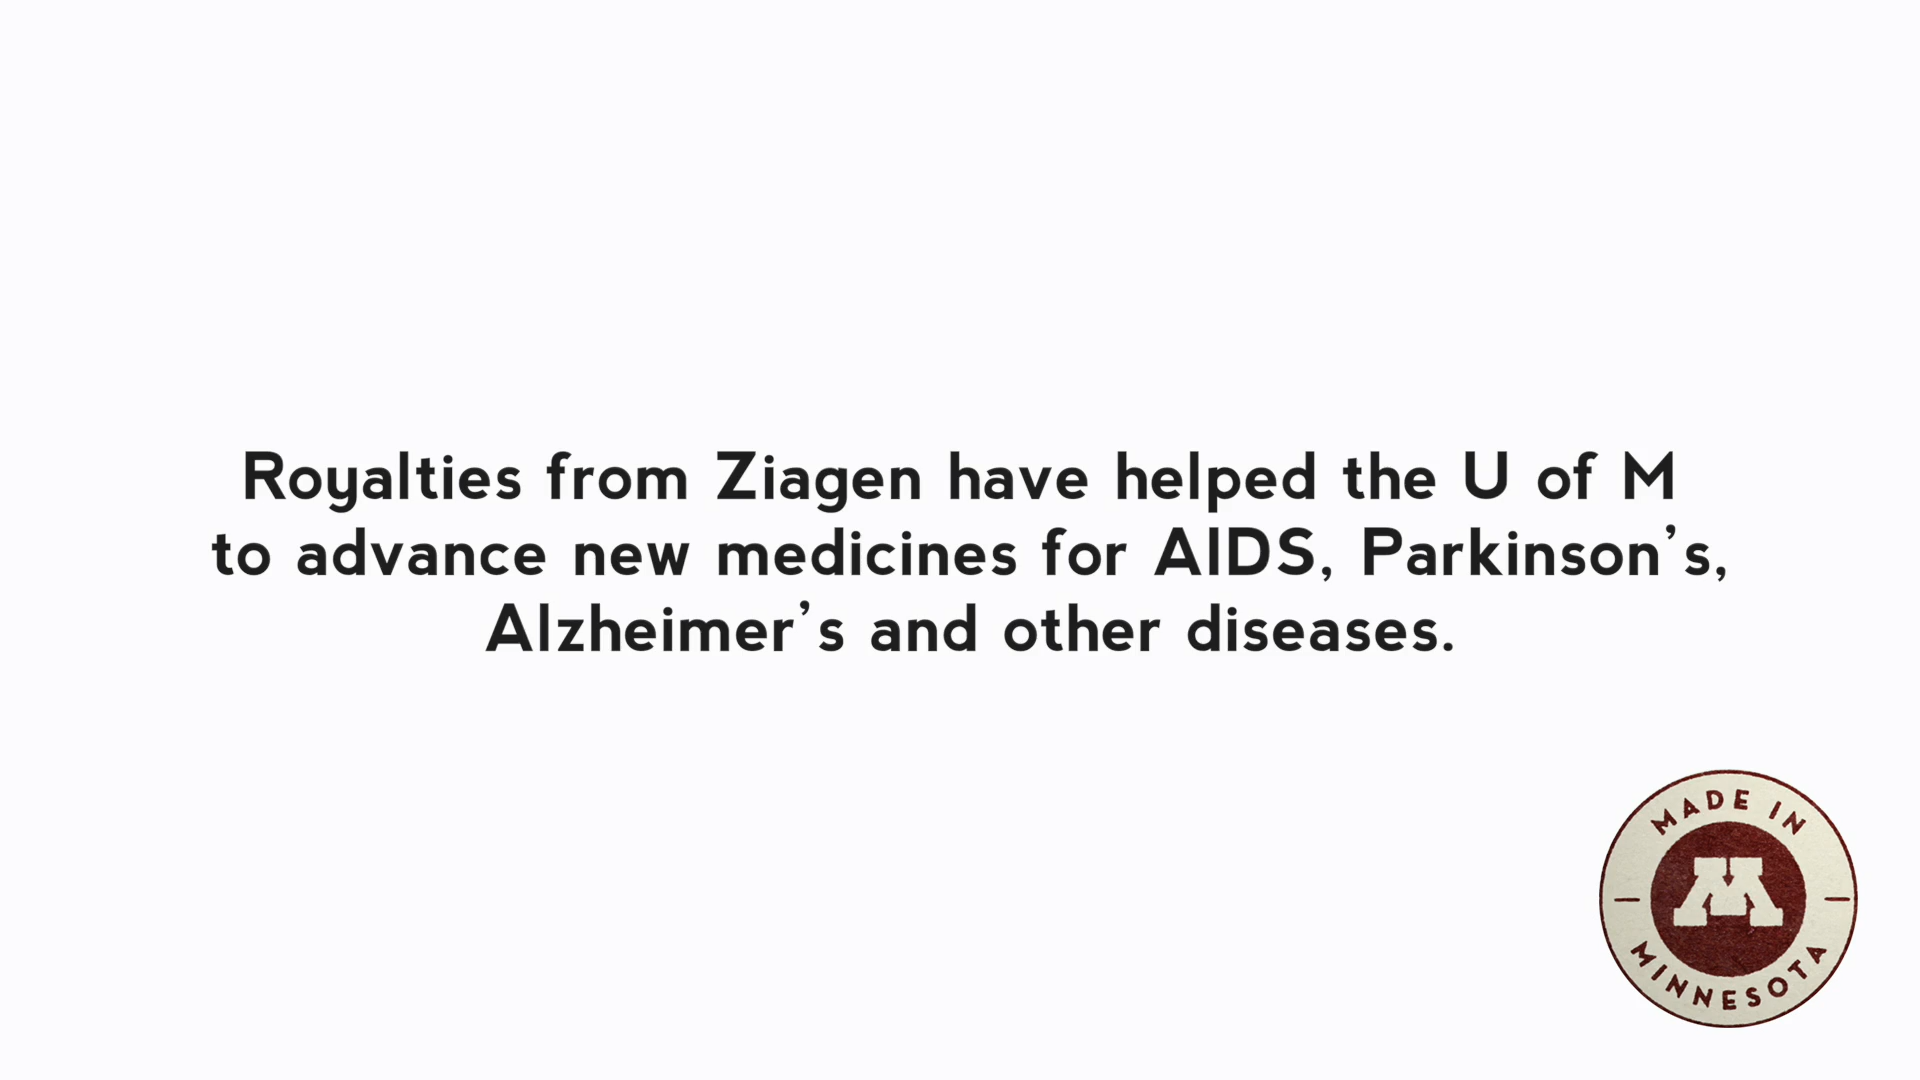 Royalties from Ziagen have helped the U of M
to advance new medicines for AIDS, Parkinson’s,
Alzheimer’s and other diseases.
MADE IN
M
MINNESOTA